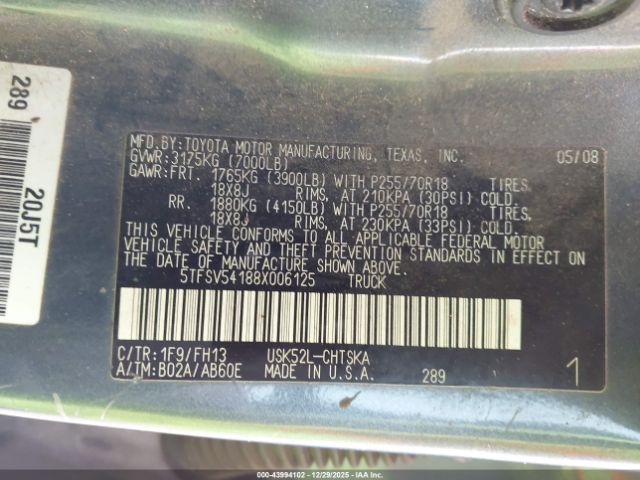 289
20J5T
MFD.BY:TOYOTA MOTOR MANUFACTURING, TEXAS, INC. 05/08
GVWR:3175KG (7000LB)
GAWR:FRT. 1765KG (3900LB) WITH P255/70R18 TIRES,
18X8J RIMS, AT 210KPA (30PSI) COLD.
RR. 1880KG (4150LB) WITH P255/70R18 TIRES,
18X8J RIMS, AT 230KPA (33PSI) COLD.
THIS VEHICLE CONFORMS TO ALL APPLICABLE FEDERAL MOTOR
VEHICLE SAFETY AND THEFT PREVENTION STANDARDS IN EFFECT ON
THE DATE OF MANUFACTURE SHOWN ABOVE.
5TFSV54188X006125 TRUCK
C/TR:1F9/FH13 USK52L-CHTSKA
A/TM:B02A/AB60E MADE IN U.S.A. 289 1
000-43994102 - 12/29/2025 - IAAI.COM